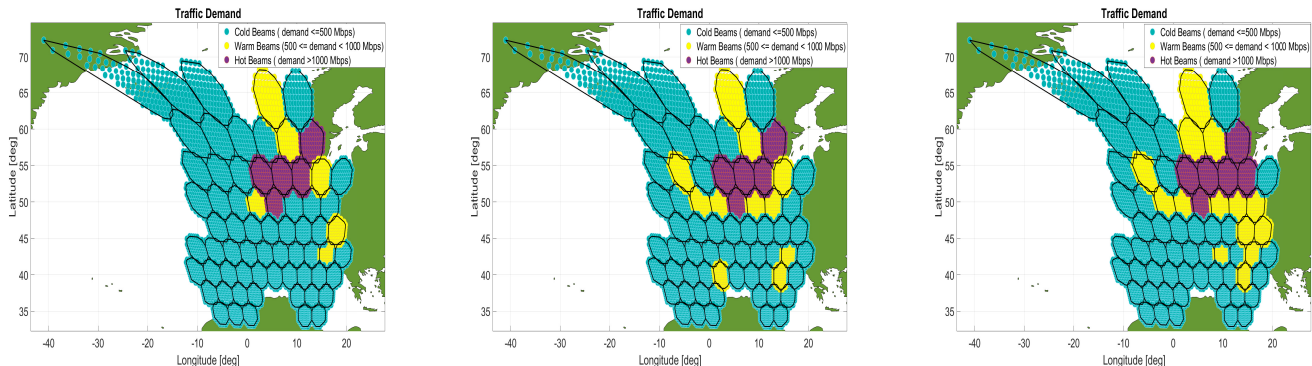 Traffic Demand
Cold Beams ( demand <=500 Mbps)
Warm Beams (500 <= demand < 1000 Mbps)
Hot Beams ( demand >1000 Mbps)
Latitude [deg]
70
65
60
55
50
45
40
35
-40
-30
-20
-10
0
10
20
Longitude [deg]
Traffic Demand
Cold Beams ( demand <=500 Mbps)
Warm Beams (500 <= demand < 1000 Mbps)
Hot Beams ( demand >1000 Mbps)
Latitude [deg]
70
65
60
55
50
45
40
35
-40
-30
-20
-10
0
10
20
Longitude [deg]
Traffic Demand
Cold Beams ( demand <=500 Mbps)
Warm Beams (500 <= demand < 1000 Mbps)
Hot Beams ( demand >1000 Mbps)
Latitude [deg]
70
65
60
55
50
45
40
35
-40
-30
-20
-10
0
10
20
Longitude [deg]